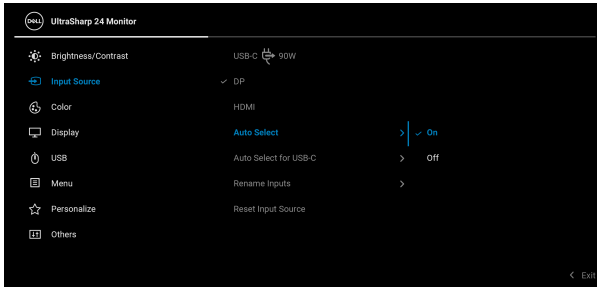 DELL UltraSharp 24 Monitor
Brightness/Contrast USB-C 90W
Input Source DP
Color HDMI
Display Auto Select On
USB Auto Select for USB-C Off
Menu Rename Inputs
Personalize Reset Input Source
Others
Exit